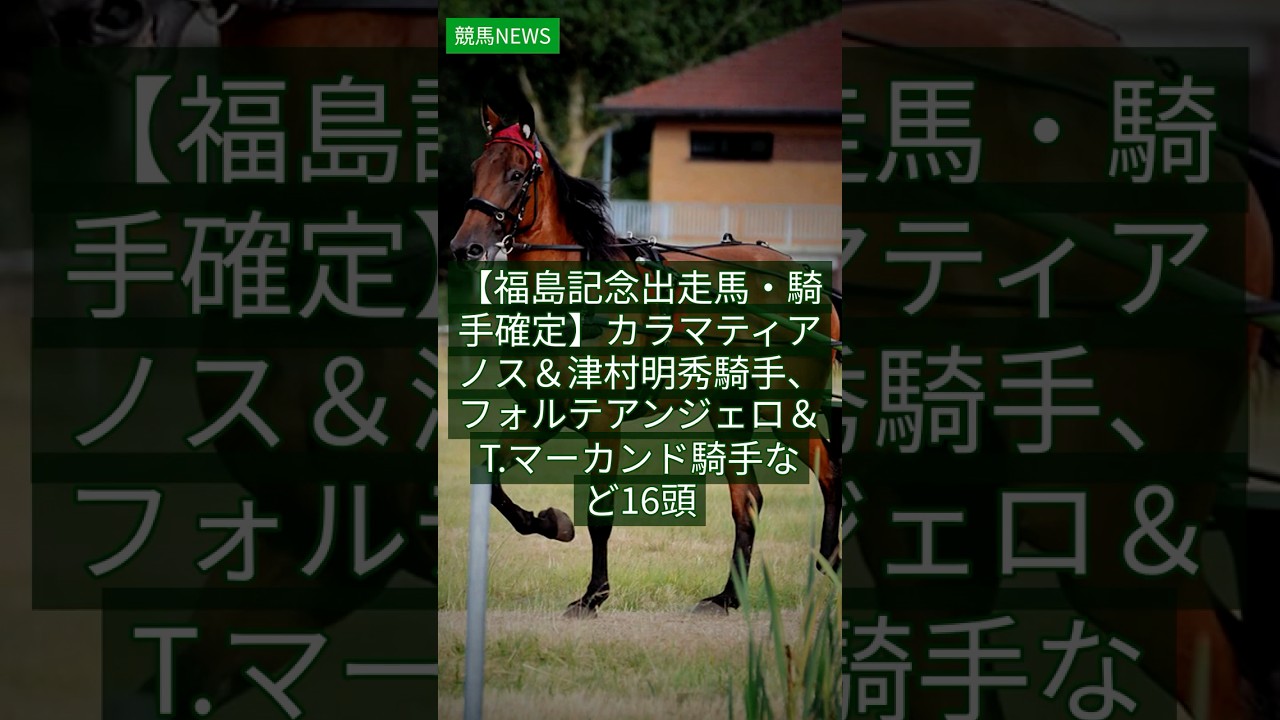 競馬NEWS
【福島記念出走馬・騎
手確定】カラマティア
ノス＆津村明秀騎手、
フォルテアンジェロ＆
T.マーカンド騎手な
ど16頭